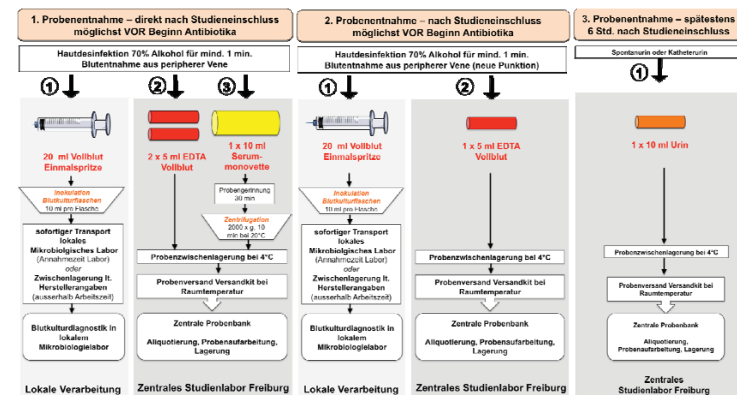 1. Probenentnahme – direkt nach Studieneinschluss
möglichst VOR Beginn Antibiotika
Hautdesinfektion 70% Alkohol für mind. 1 min.
Blutentnahme aus peripherer Vene
1
2
3
20 ml Vollblut
Einmalspritze
2 x 5 ml EDTA
Vollblut
1 x 10 ml
Serum-
monovette
Inokulation
Blutkulturflaschen
10 ml pro Flasche
Probengerinnung
30 min
Zentrifugation
2000 x g, 10
min bei 20°C
sofortiger Transport
lokales
Mikrobiologisches Labor
(Annahmezeit Labor)
oder
Zwischenlagerung lt.
Herstellerangaben
(ausserhalb Arbeitszeit)
Probenzwischenlagerung bei 4°C
Probenversand Versandkit bei
Raumtemperatur
Blutkulturdiagnostik in
lokalem
Mikrobiologielabor
Zentrale Probenbank
Aliquotierung, Probenaufarbeitung,
Lagerung
Lokale Verarbeitung
Zentrales Studienlabor Freiburg
2. Probenentnahme – nach Studieneinschluss
möglichst VOR Beginn Antibiotika
Hautdesinfektion 70% Alkohol für mind. 1 min.
Blutentnahme aus peripherer Vene (neue Punktion)
1
2
20 ml Vollblut
Einmalspritze
1 x 5 ml EDTA
Vollblut
Inokulation
Blutkulturflaschen
10 ml pro Flasche
sofortiger Transport
lokales
Mikrobiologisches Labor
(Annahmezeit Labor)
oder
Zwischenlagerung lt.
Herstellerangaben
(ausserhalb Arbeitszeit)
Probenzwischenlagerung bei 4°C
Probenversand Versandkit bei
Raumtemperatur
Blutkulturdiagnostik in
lokalem
Mikrobiologielabor
Zentrale Probenbank
Aliquotierung, Probenaufarbeitung,
Lagerung
Lokale Verarbeitung
Zentrales Studienlabor Freiburg
3. Probenentnahme – spätestens
6 Std. nach Studieneinschluss
Spontanurin oder Katheterurin
1
1 x 10 ml Urin
Probenzwischenlagerung bei 4°C
Probenversand Versandkit bei
Raumtemperatur
Zentrale Probenbank
Aliquotierung,
Probenaufarbeitung, Lagerung
Zentrales
Studienlabor Freiburg